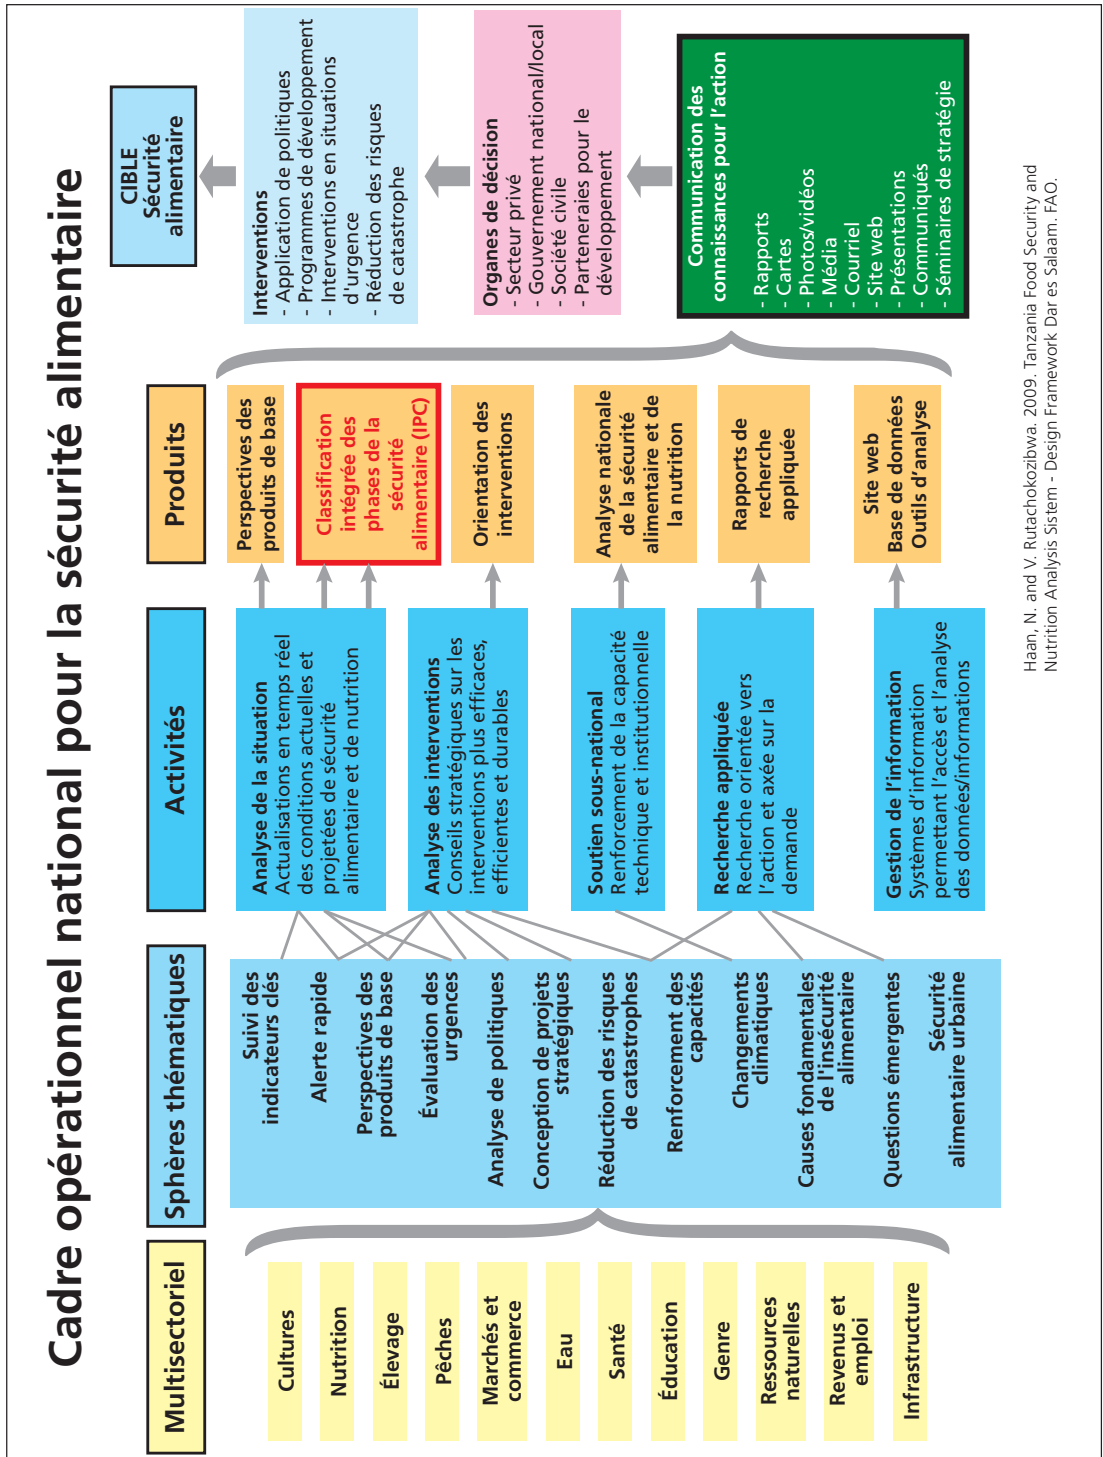 Cadre opérationnel national pour la sécurité alimentaire
Multisectoriel
Cultures
Nutrition
Élevage
Pêches
Marchés et
commerce
Eau
Santé
Éducation
Genre
Ressources
naturelles
Revenus et
emploi
Infrastructure
Sphères thématiques
Suivi des
indicateurs clés
Alerte rapide
Perspectives des
produits de base
Évaluation des
urgences
Analyse de politiques
Conception de projets
stratégiques
Réduction des risques
de catastrophes
Renforcement des
capacités
Changements
climatiques
Causes fondamentales
de l'insécurité
alimentaire
Questions émergentes
Sécurité
alimentaire urbaine
Activités
Analyse de la situation
Actualisations en temps réel
des conditions actuelles et
projetées de sécurité
alimentaire et de nutrition
Analyse des interventions
Conseils stratégiques sur les
interventions plus efficaces,
efficientes et durables
Soutien sous-national
Renforcement de la capacité
technique et institutionnelle
Recherche appliquée
Recherche orientée vers
l'action et axée sur la
demande
Gestion de l'information
Systèmes d'information
permettant l'accès et l'analyse
des données/informations
Produits
Perspectives des
produits de base
Classification
intégrée des
phases de la
sécurité
alimentaire (IPC)
Orientation des
interventions
Analyse nationale
de la sécurité
alimentaire et de
la nutrition
Rapports de
recherche
appliquée
Site web
Base de données
Outils d'analyse
CIBLE
Sécurité
alimentaire
Interventions
- Application de politiques
- Programmes de développement
- Interventions en situations
d'urgence
- Réduction des risques
de catastrophe
Organes de décision
- Secteur privé
- Gouvernement national/local
- Société civile
- Parteneraies pour le
développement
Communication des
connaissances pour l'action
- Rapports
- Cartes
- Photos/vidéos
- Média
- Courriel
- Site web
- Présentations
- Communiqués
- Séminaires de stratégie
Haan, N. and V. Rutachokozibwa. 2009. Tanzania Food Security and
Nutrition Analysis Sistem - Design Framework Dar es Salaam. FAO.